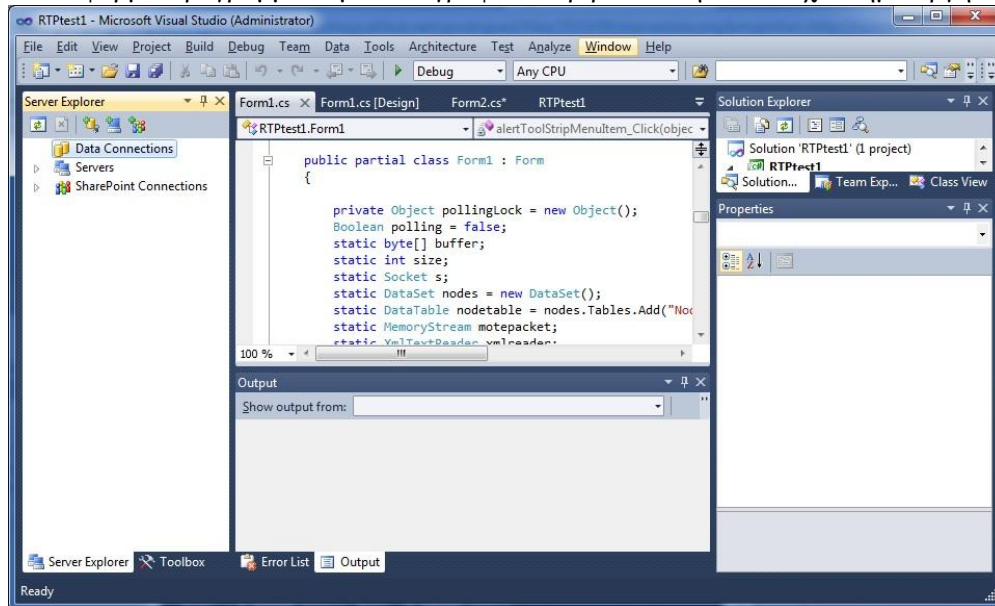 RTPtest1 - Microsoft Visual Studio (Administrator)
File Edit View Project Build Debug Team Data Tools Architecture Test Analyze Window Help
Debug Any CPU
Server Explorer
Data Connections
Servers
SharePoint Connections
Server Explorer Toolbox
Form1.cs Form1.cs [Design] Form2.cs* RTPtest1
RTPtest1.Form1 alertToolStripMenuItem_Click(objec
public partial class Form1 : Form
{
private Object pollingLock = new Object();
Boolean polling = false;
static byte[] buffer;
static int size;
static Socket s;
static DataSet nodes = new DataSet();
static DataTable nodetable = nodes.Tables.Add("Noc
static MemoryStream motepacket;
static XmlTextReader xmlreader;
100 %
Output
Show output from:
Error List Output
Solution Explorer
Solution 'RTPtest1' (1 project)
RTPtest1
Solution... Team Exp... Class View
Properties
Ready